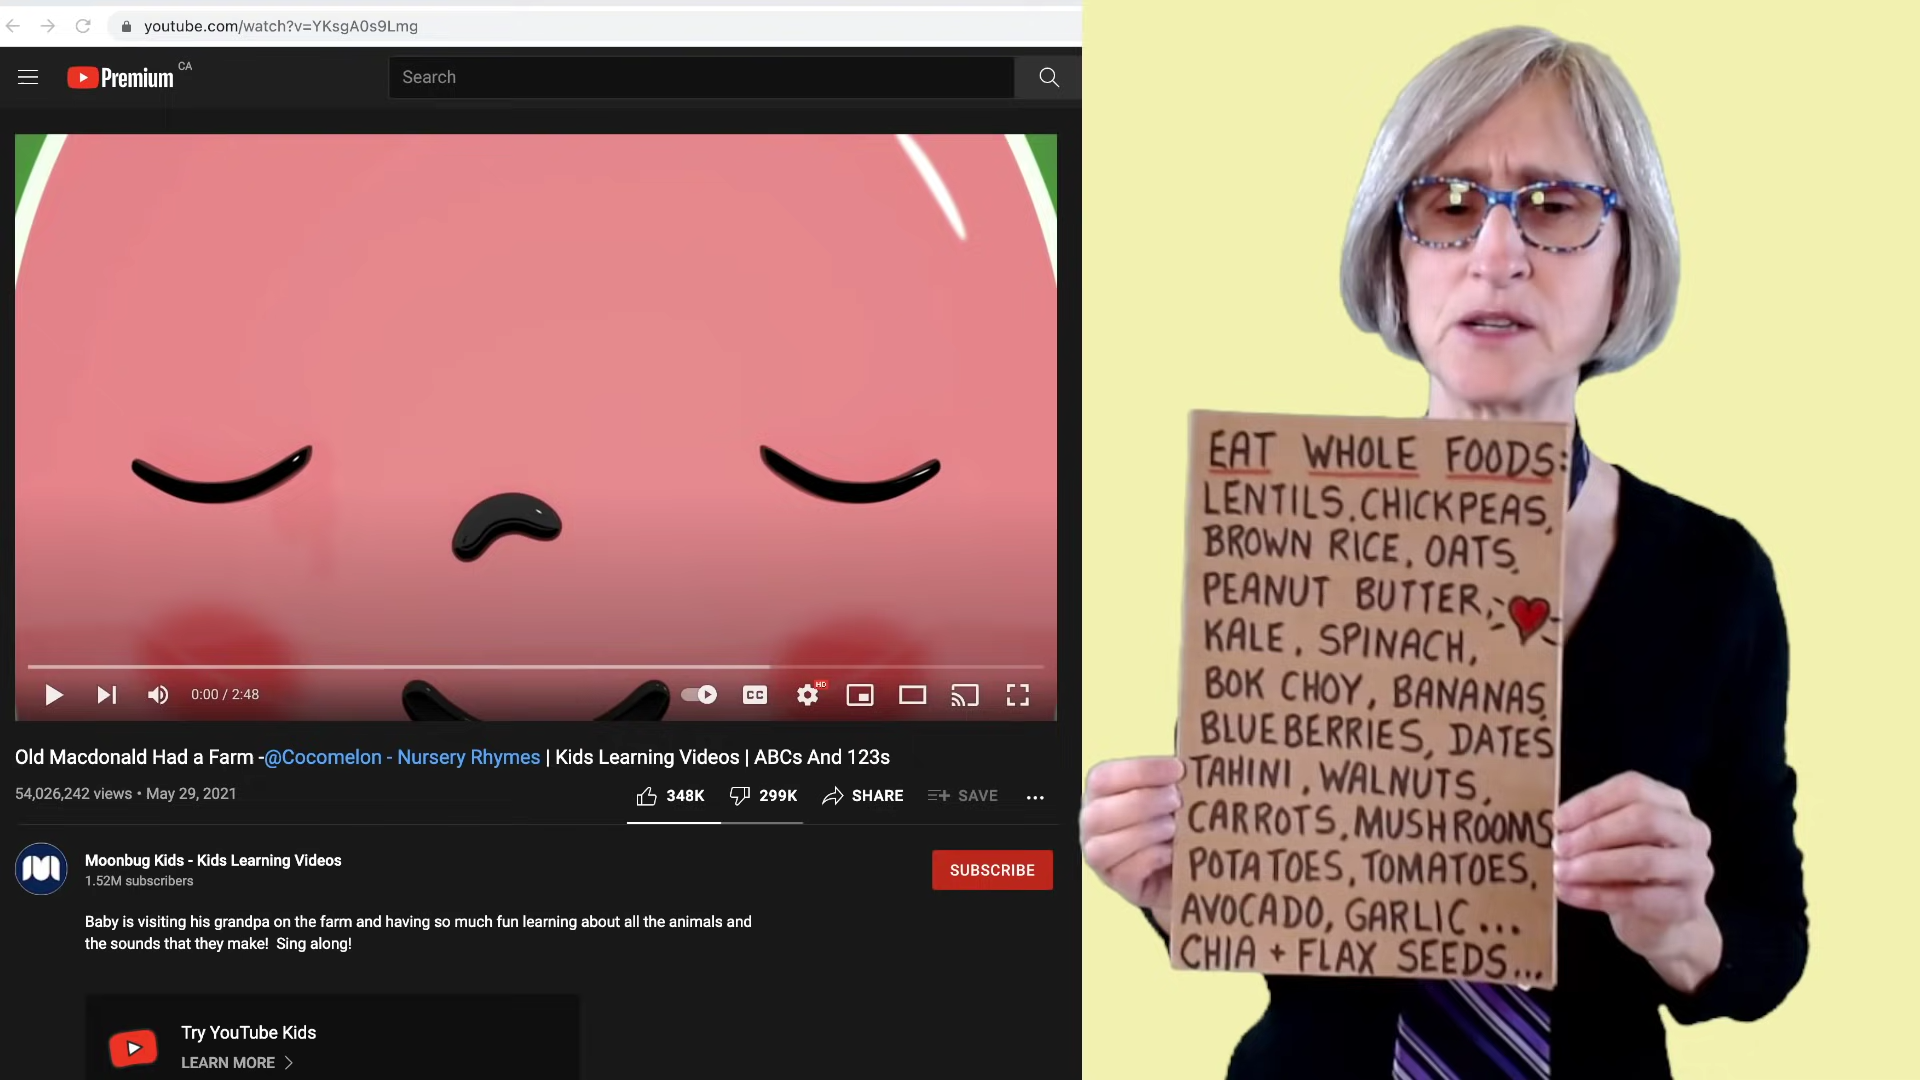 youtube.com/watch?v=YKsgA0s9Lmg
Premium CA
Search
HD
CC
0:00 / 2:48
Old Macdonald Had a Farm -@Cocomelon - Nursery Rhymes | Kids Learning Videos | ABCs And 123s
54,026,242 views • May 29, 2021
348K 299K SHARE SAVE ...
Moonbug Kids - Kids Learning Videos
1.52M subscribers
SUBSCRIBE
Baby is visiting his grandpa on the farm and having so much fun learning about all the animals and
the sounds that they make! Sing along!
Try YouTube Kids
LEARN MORE
EAT WHOLE FOODS:
LENTILS, CHICKPEAS,
BROWN RICE, OATS,
PEANUT BUTTER,
KALE, SPINACH,
BOK CHOY, BANANAS,
BLUEBERRIES, DATES
TAHINI, WALNUTS,
CARROTS, MUSHROOMS
POTATOES, TOMATOES,
AVOCADO, GARLIC ...
CHIA + FLAX SEEDS...